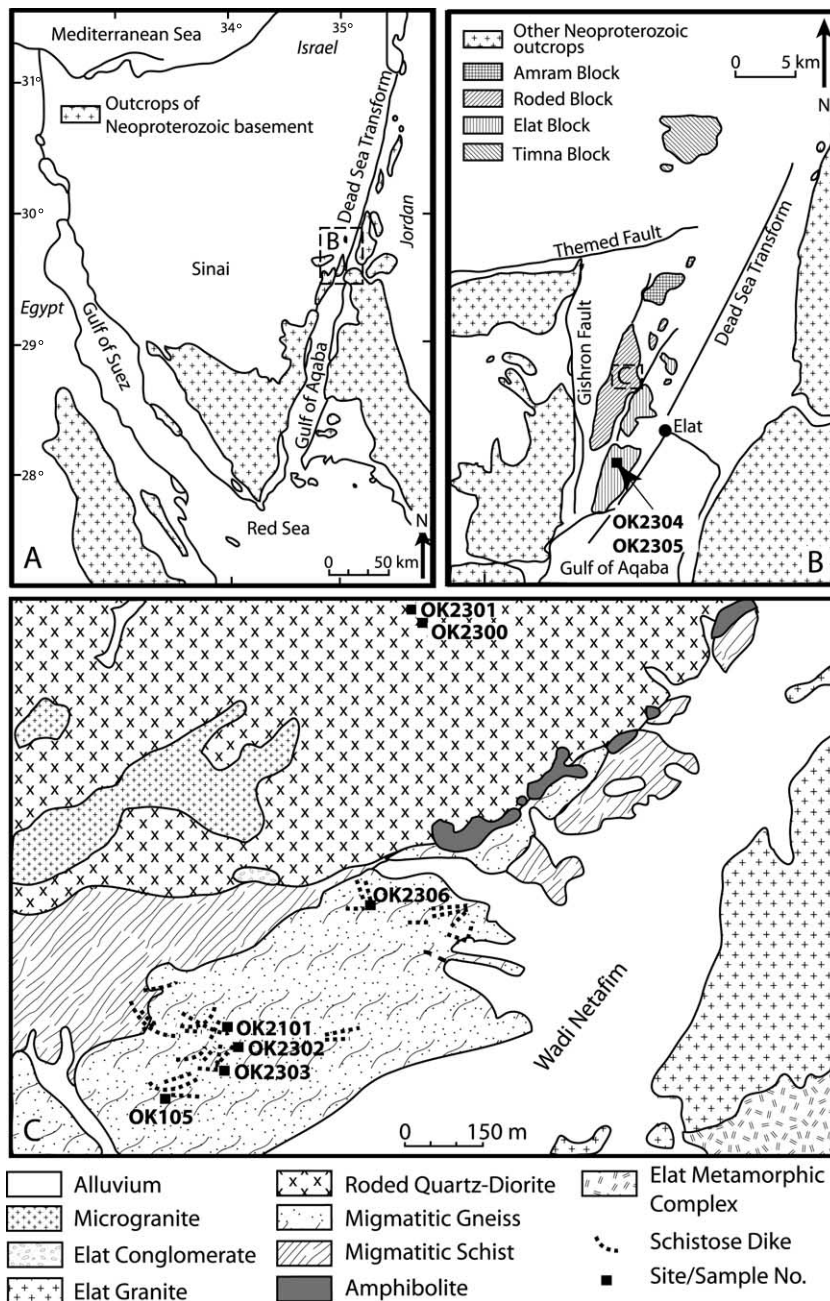 34°
35°
Mediterranean Sea
Israel
31°
Outcrops of
Neoproterozoic basement
Dead Sea Transform
30°
B
Jordan
Sinai
Egypt
Gulf of Suez
29°
Gulf of Aqaba
28°
Red Sea
N
A
0
50 km
Other Neoproterozoic
outcrops
Amram Block
Roded Block
Elat Block
Timna Block
0
5 km
N
Themed Fault
Dead Sea Transform
Gishron Fault
C
Elat
OK2304
OK2305
Gulf of Aqaba
B
OK2301
OK2300
OK2306
OK2101
OK2302
OK2303
OK105
Wadi Netafim
C
0
150 m
Alluvium
Microgranite
Elat Conglomerate
Elat Granite
Roded Quartz-Diorite
Migmatitic Gneiss
Migmatitic Schist
Amphibolite
Elat Metamorphic
Complex
Schistose Dike
Site/Sample No.